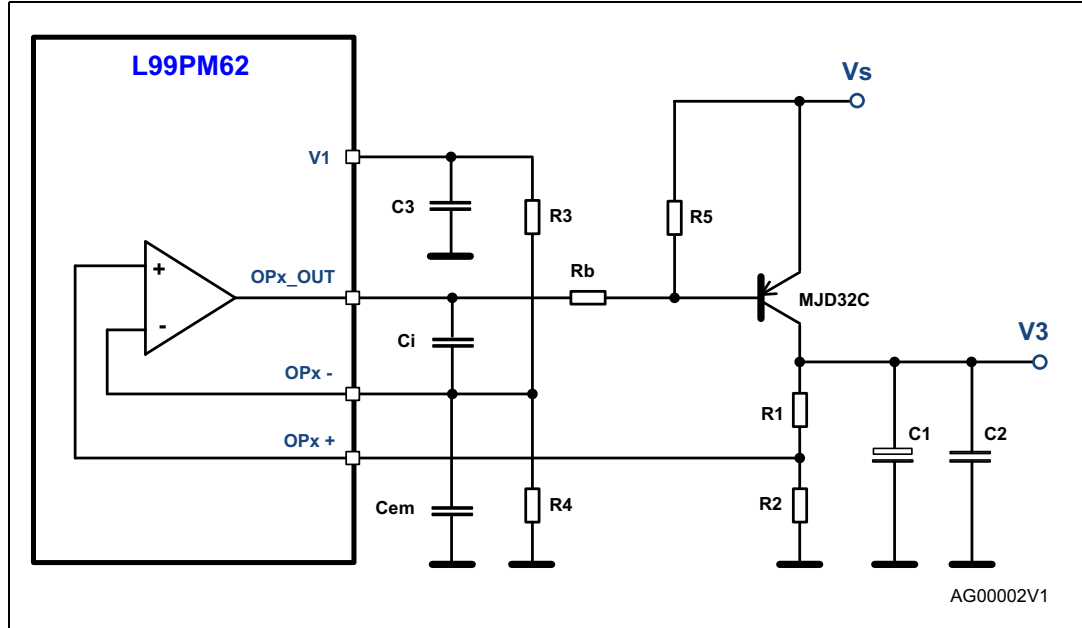 L99PM62
Vs
V1
C3
R3
R5
+
-
OPx_OUT
Rb
MJD32C
V3
Ci
OPx -
R1
C1
C2
OPx +
Cem
R4
R2
AG00002V1